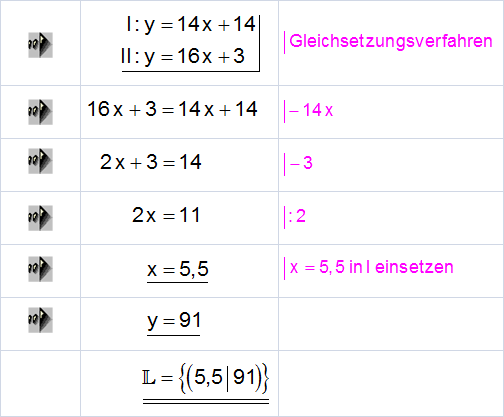 I: y = 14x + 14
II: y = 16x + 3 |Gleichsetzungsverfahren
16x + 3 = 14x + 14 |− 14x
2x + 3 = 14 |− 3
2x = 11 |: 2
x = 5,5 |x = 5,5 in I einsetzen
y = 91
𝕃 = {(5,5|91)}